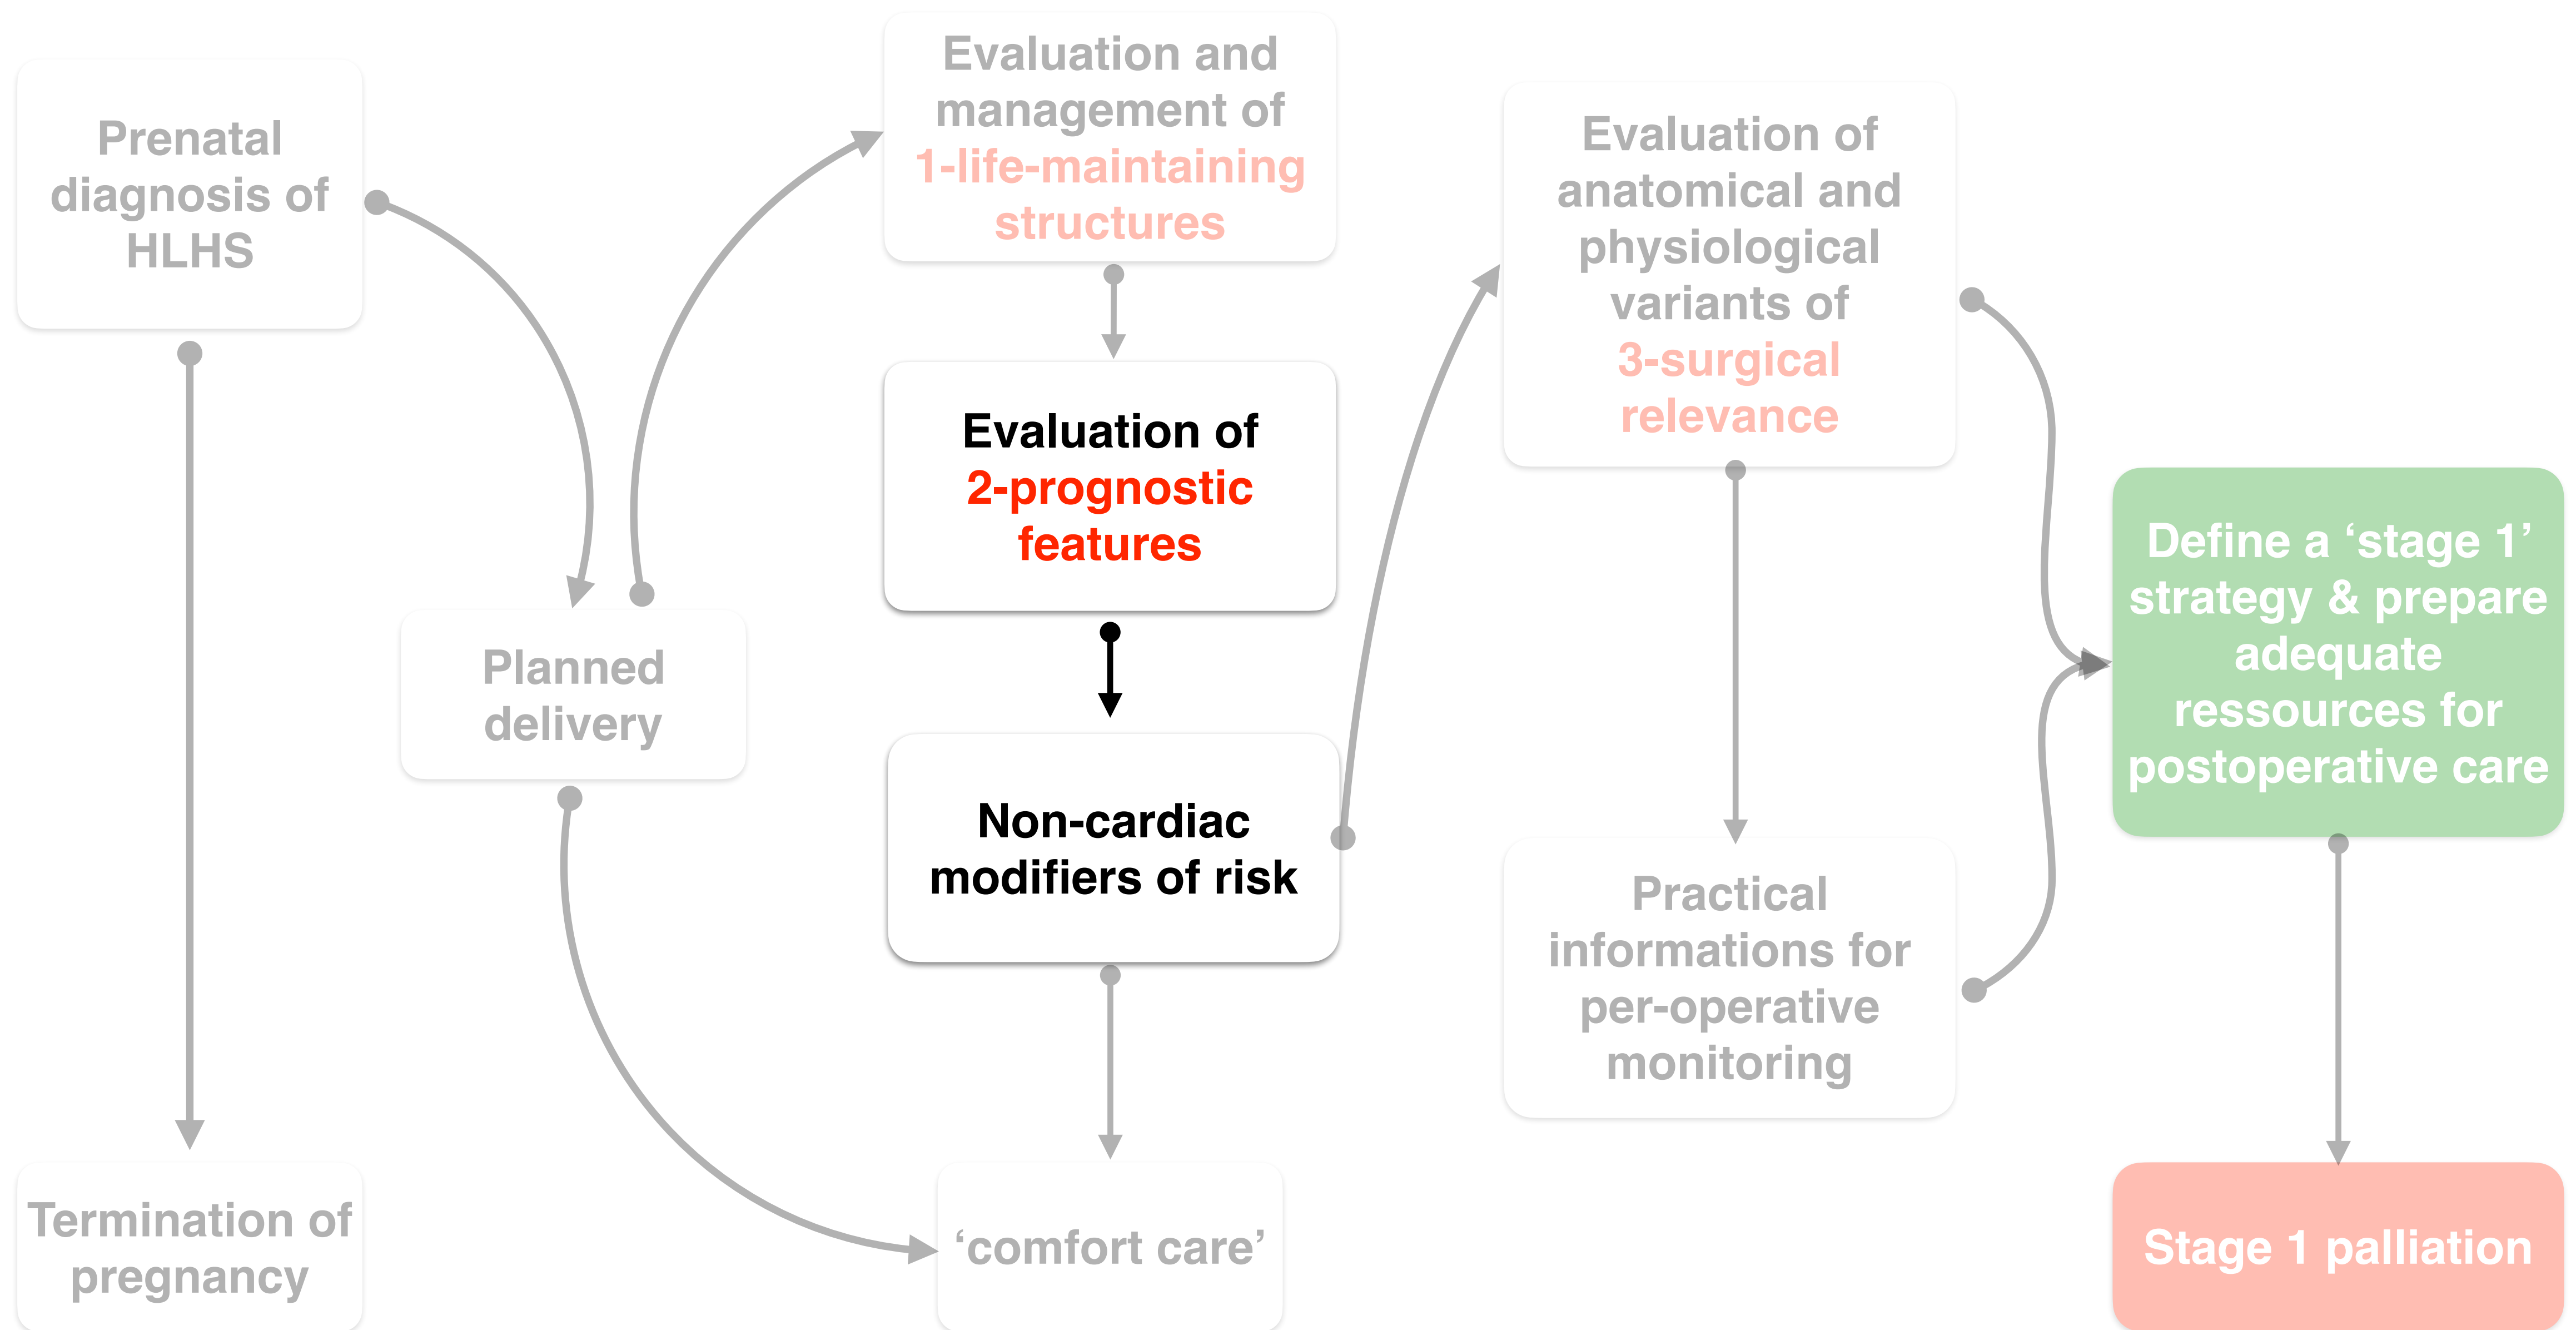 Prenatal
diagnosis of
HLHS
Termination of
pregnancy
Planned
delivery
Evaluation and
management of
1-life-maintaining
structures
Evaluation of
2-prognostic
features
Non-cardiac
modifiers of risk
‘comfort care’
Evaluation of
anatomical and
physiological
variants of
3-surgical
relevance
Practical
informations for
per-operative
monitoring
Define a ‘stage 1’
strategy & prepare
adequate
ressources for
postoperative care
Stage 1 palliation